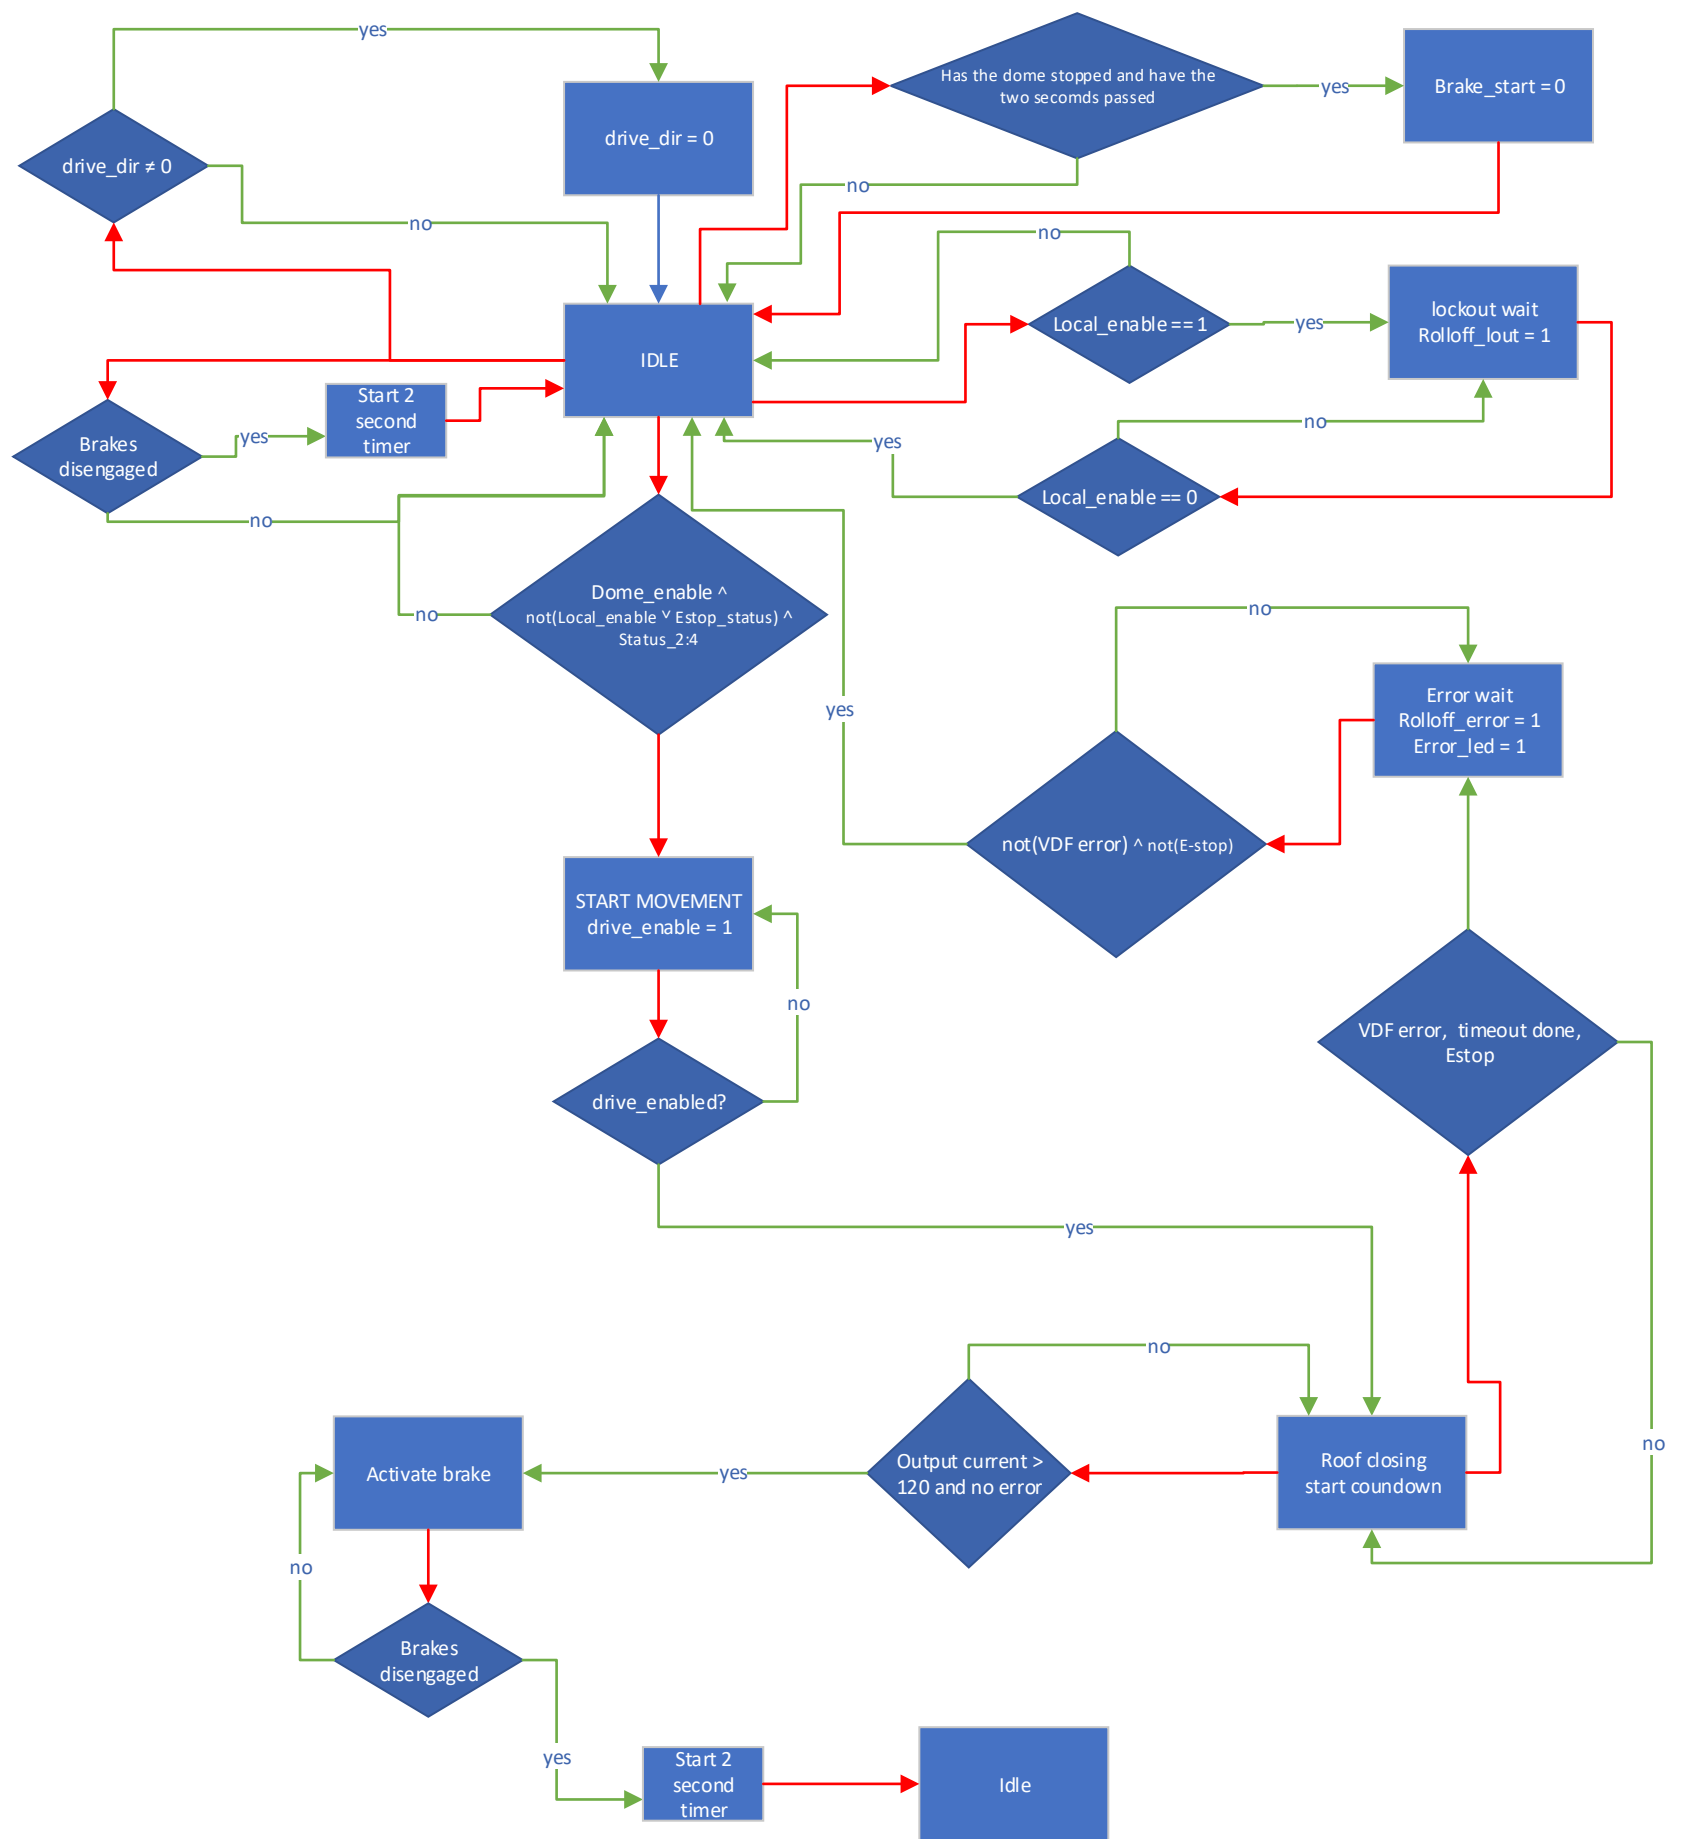 yes
Has the dome stopped and have the
two secomds passed
yes
Brake_start = 0
drive_dir = 0
drive_dir ≠ 0
no
no
no
Local_enable == 1
yes
lockout wait
Rolloff_lout = 1
IDLE
Start 2
second
timer
Brakes
disengaged
yes
no
yes
no
Local_enable == 0
Dome_enable ^
not(Local_enable ˅ Estop_status) ^
Status_2:4
no
no
Error wait
Rolloff_error = 1
Error_led = 1
yes
not(VDF error) ^ not(E-stop)
START MOVEMENT
drive_enable = 1
no
VDF error,  timeout done,
Estop
drive_enabled?
yes
no
no
Output current >
120 and no error
yes
Roof closing
start coundown
Activate brake
no
Brakes
disengaged
yes
Start 2
second
timer
Idle